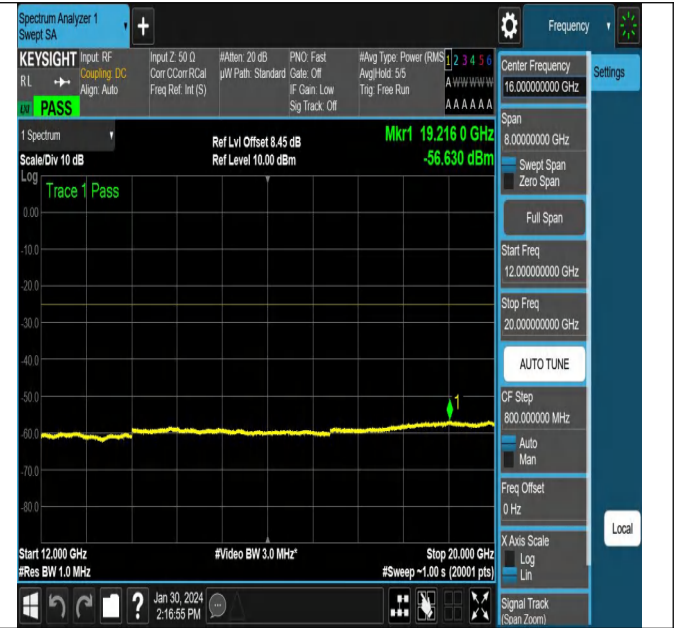 Spectrum Analyzer 1
Swept SA
+
Frequency
KEYSIGHT
Input: RF
Input Z: 50 Ω
#Atten: 20 dB
PNO: Fast
#Avg Type: Power (RMS
1 2 3 4 5 6
RL
Coupling: DC
Corr CCorr RCal
µW Path: Standard
Gate: Off
Avg|Hold: 5/5
A W W W W W
Align: Auto
Freq Ref: Int (S)
IF Gain: Low
Trig: Free Run
PASS
Sig Track: Off
A A A A A A
1 Spectrum
Ref Lvl Offset 8.45 dB
Mkr1 19.216 0 GHz
Scale/Div 10 dB
Ref Level 10.00 dBm
-56.630 dBm
Log
Trace 1 Pass
0.00
-10.0
-20.0
-30.0
-40.0
-50.0
1
-60.0
-70.0
-80.0
Start 12.000 GHz
#Video BW 3.0 MHz*
Stop 20.000 GHz
#Res BW 1.0 MHz
#Sweep ~1.00 s (20001 pts)
Center Frequency
Settings
16.000000000 GHz
Span
8.00000000 GHz
Swept Span
Zero Span
Full Span
Start Freq
12.000000000 GHz
Stop Freq
20.000000000 GHz
AUTO TUNE
CF Step
800.000000 MHz
Auto
Man
Freq Offset
0 Hz
Local
X Axis Scale
Log
Lin
Signal Track
(Span Zoom)
?
Jan 30, 2024
2:16:55 PM